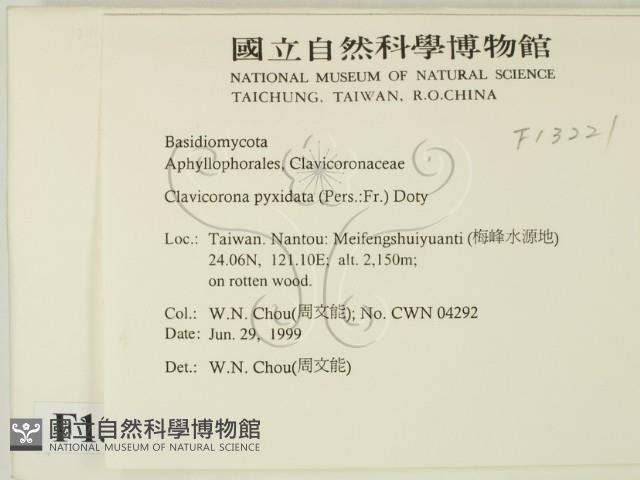 國立自然科學博物館
NATIONAL MUSEUM OF NATURAL SCIENCE
TAICHUNG, TAIWAN, R.O.CHINA
F13221
Basidiomycota
Aphyllophorales, Clavicoronaceae
Clavicorona pyxidata (Pers.:Fr.) Doty
Loc.: Taiwan. Nantou: Meifengshuiyuanti (梅峰水源地)
24.06N, 121.10E; alt. 2,150m;
on rotten wood.
Col.: W.N. Chou(周文能); No. CWN 04292
Date: Jun. 29, 1999
Det.: W.N. Chou(周文能)
F1
國立自然科學博物館
NATIONAL MUSEUM OF NATURAL SCIENCE